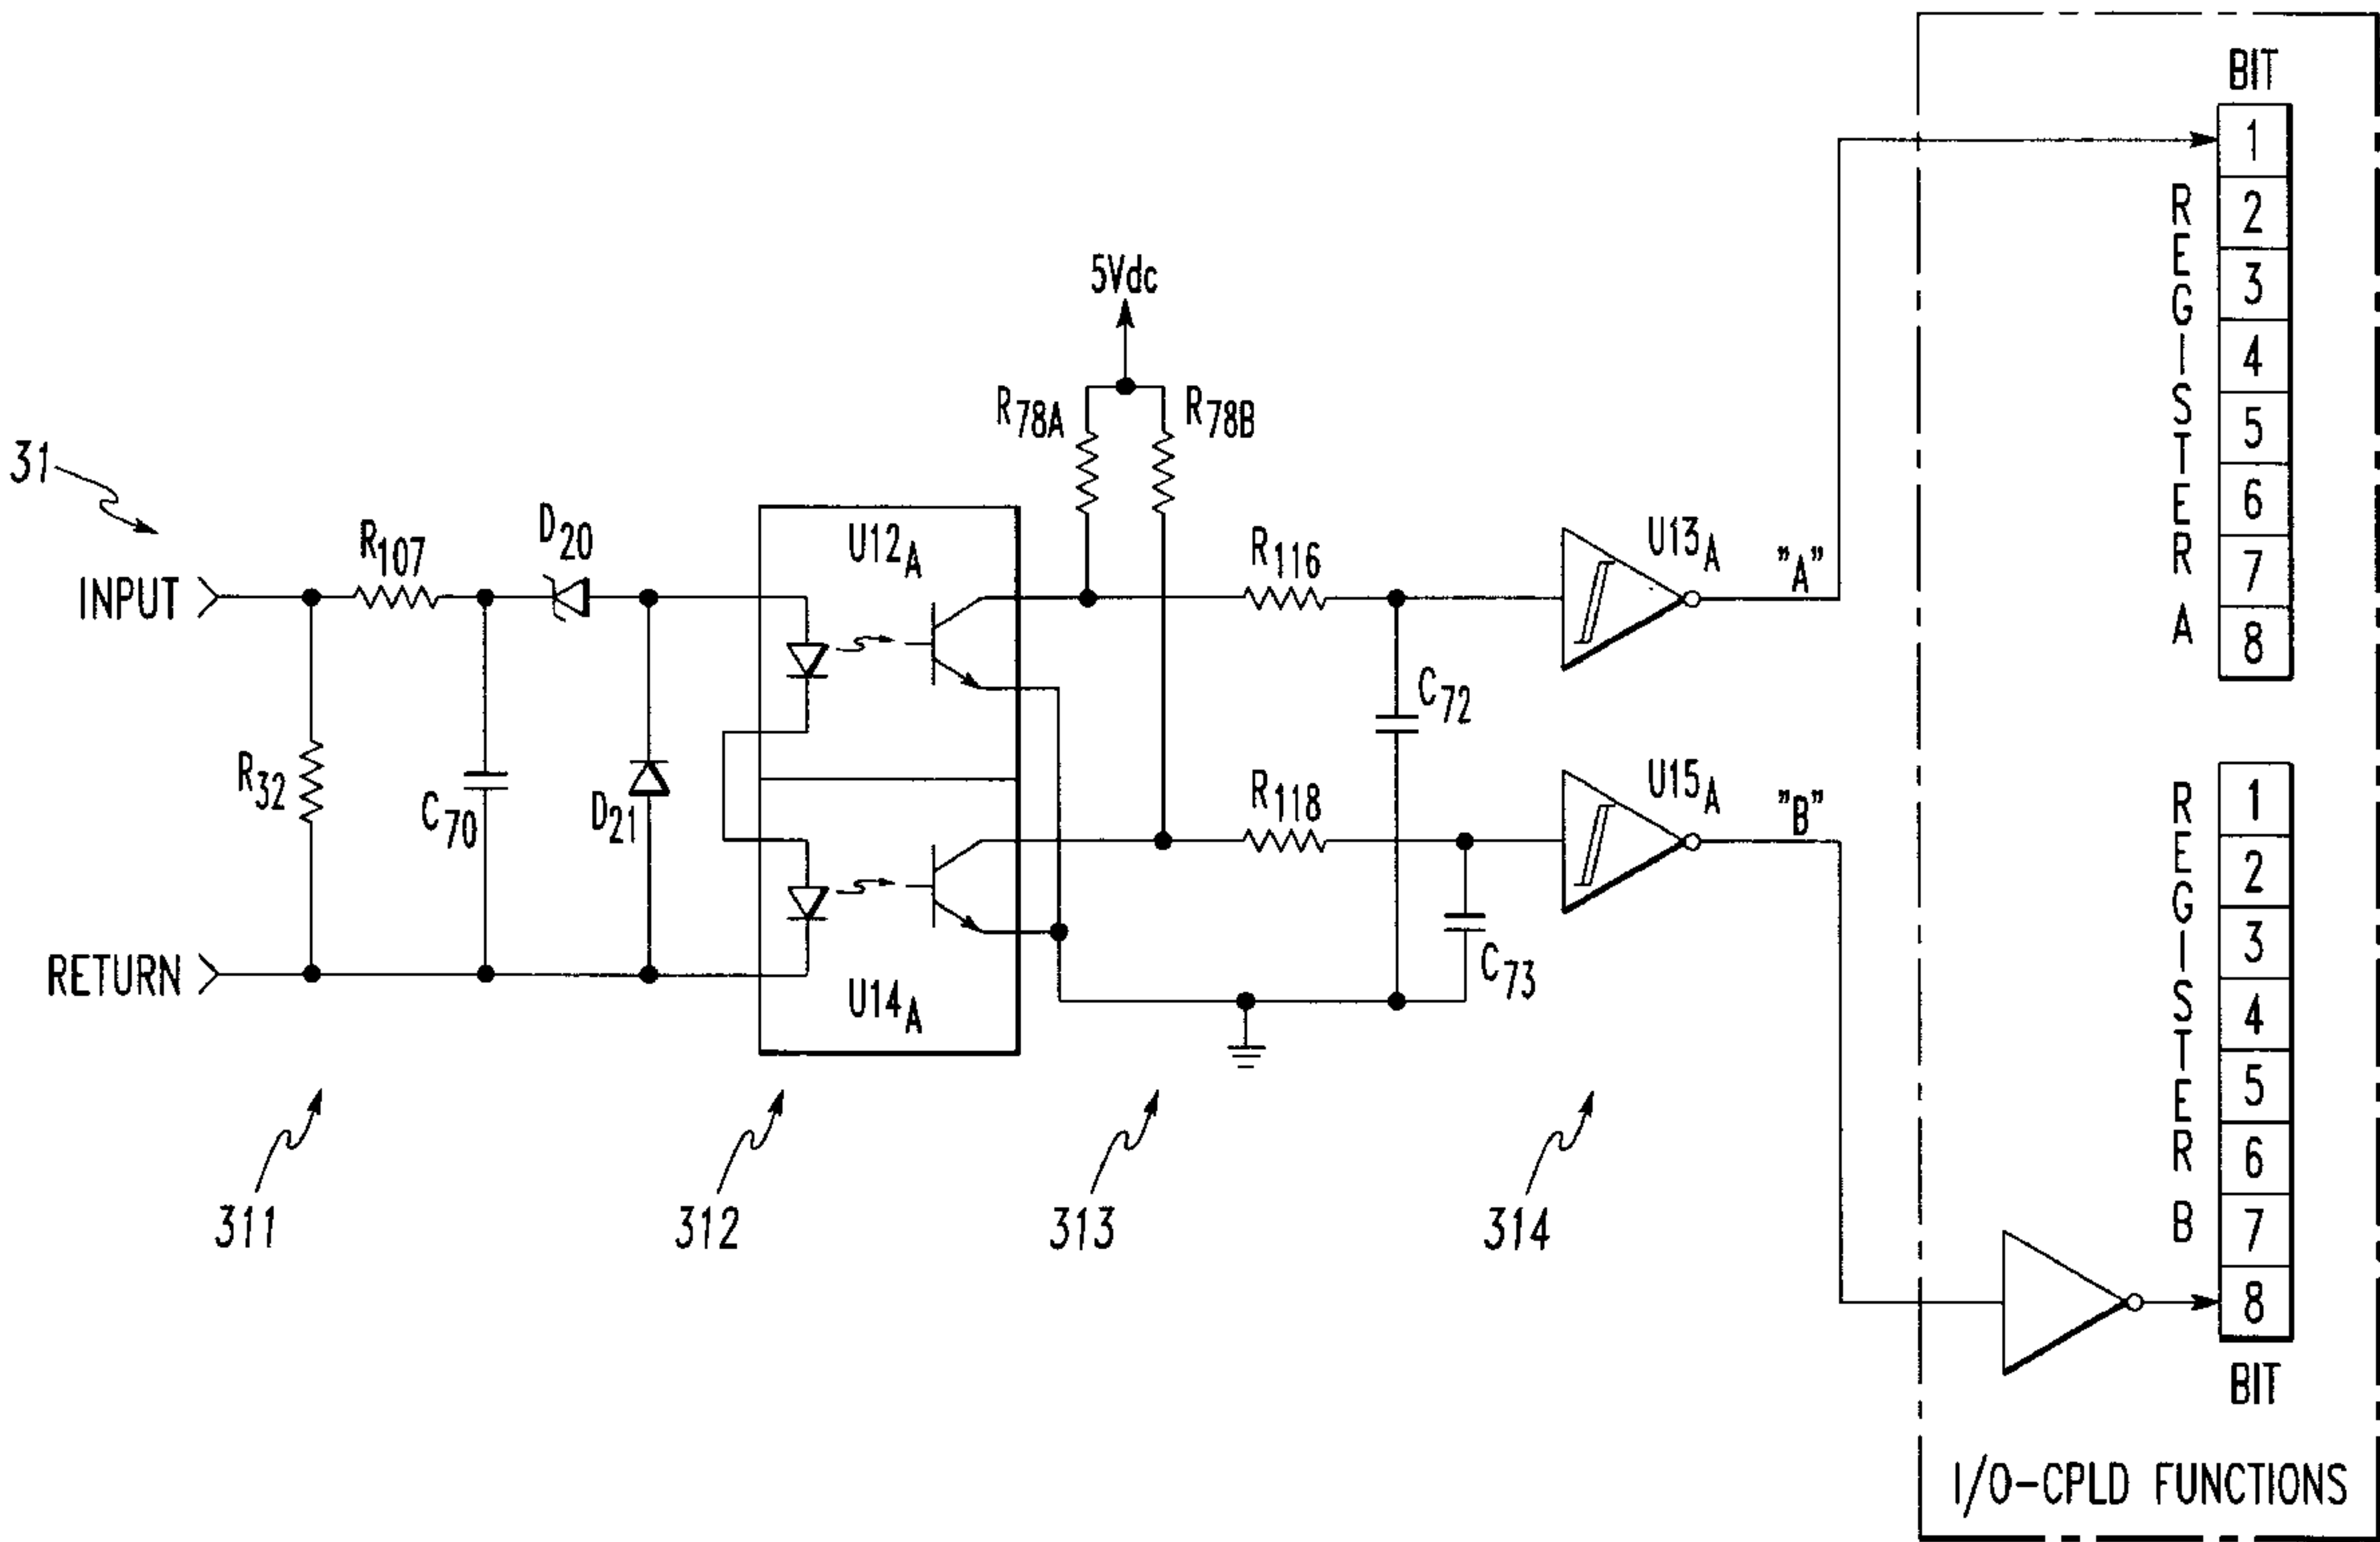 BIT
1
2
3
4
5
6
7
8
REGISTER A
5Vdc
R78A
R78B
31
INPUT
R107
D20
U12A
R116
U13A
"A"
R32
C70
D21
C72
R118
U15A
"B"
RETURN
U14A
C73
1
2
3
4
5
6
7
8
REGISTER B
BIT
311
312
313
314
I/O-CPLD FUNCTIONS